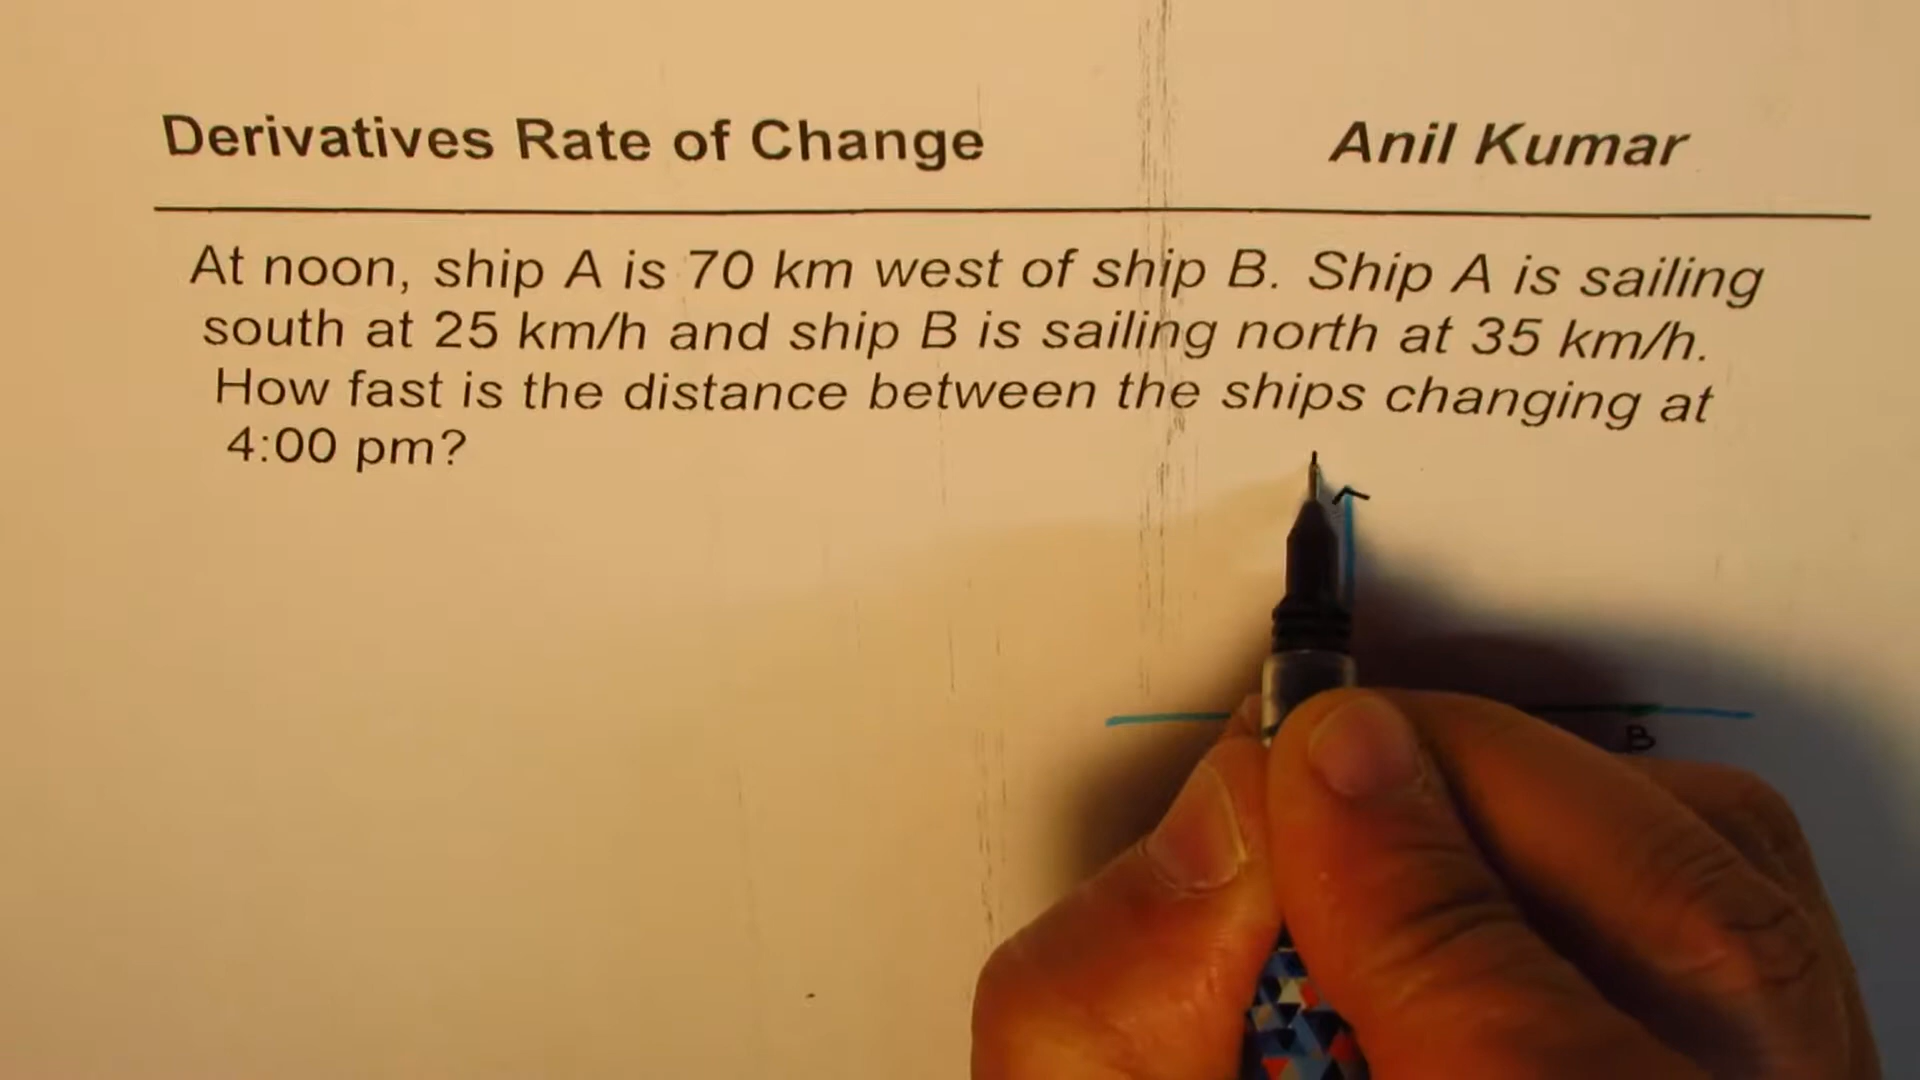 Derivatives Rate of Change Anil Kumar
At noon, ship A is 70 km west of ship B. Ship A is sailing
south at 25 km/h and ship B is sailing north at 35 km/h.
How fast is the distance between the ships changing at
4:00 pm?
B